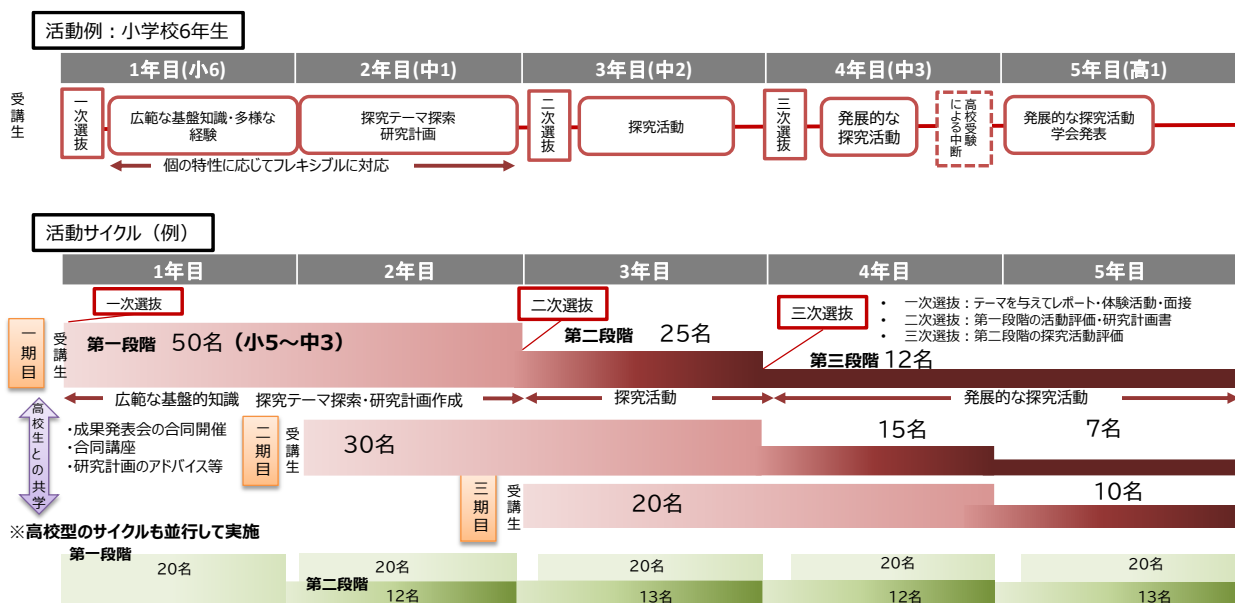 活動例：小学校6年生
1年目(小6)
2年目(中1)
3年目(中2)
4年目(中3)
5年目(高1)
受講生
一次選抜
広範な基盤知識・多様な
経験
探究テーマ探索
研究計画
二次選抜
探究活動
三次選抜
発展的な
探究活動
高校受験
による中断
発展的な探究活動
学会発表
個の特性に応じてフレキシブルに対応
活動サイクル（例）
1年目
2年目
3年目
4年目
5年目
一次選抜
二次選抜
三次選抜
• 一次選抜：テーマを与えてレポート・体験活動・面接
• 二次選抜：第一段階の活動評価・研究計画書
• 三次選抜：第二段階の探究活動評価
一期目
受講生
第一段階 50名（小5～中3）
第二段階 25名
第三段階 12名
広範な基盤的知識 探究テーマ探索・研究計画作成
探究活動
発展的な探究活動
高校生との共学
・成果発表会の合同開催
・合同講座
・研究計画のアドバイス等
二期目
受講生
30名
15名
7名
三期目
受講生
20名
10名
※高校型のサイクルも並行して実施
第一段階
20名
20名
20名
20名
20名
第二段階
12名
13名
12名
13名